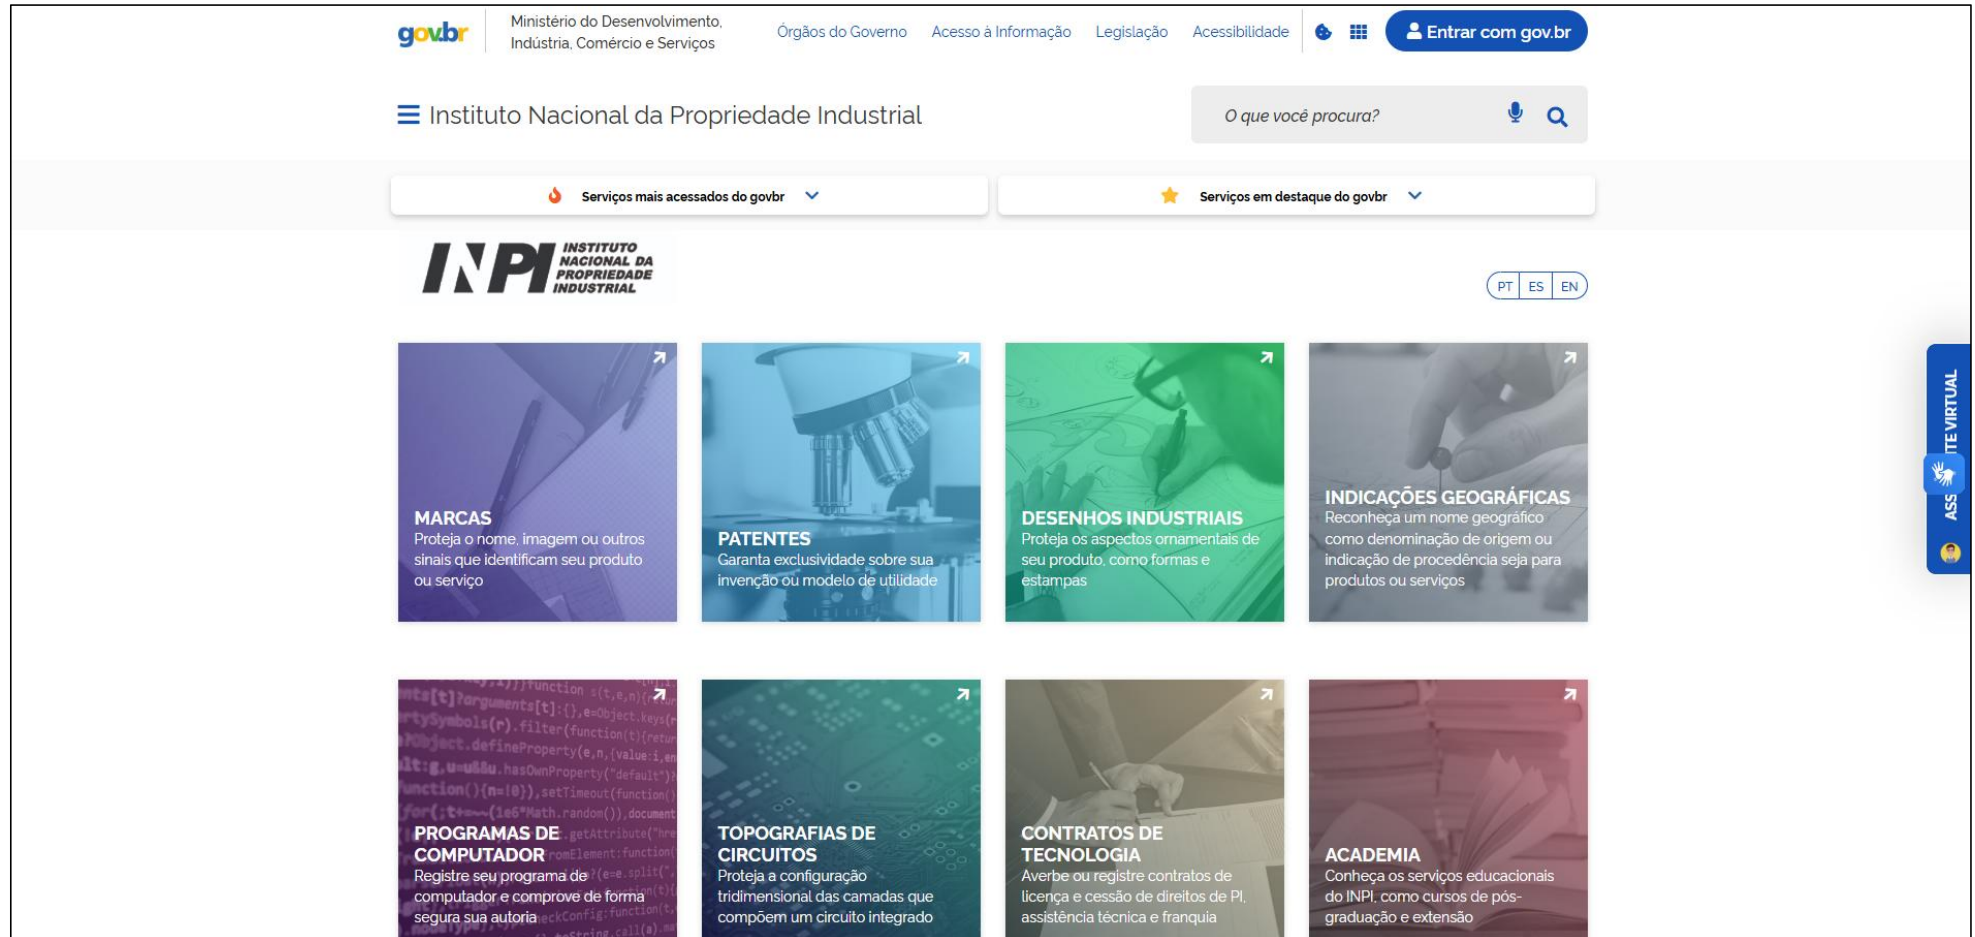 gov.br
Ministério do Desenvolvimento,
Indústria, Comércio e Serviços
Órgãos do Governo
Acesso à Informação
Legislação
Acessibilidade
Entrar com gov.br
Instituto Nacional da Propriedade Industrial
O que você procura?
Serviços mais acessados do govbr
Serviços em destaque do govbr
INPI
INSTITUTO
NACIONAL DA
PROPRIEDADE
INDUSTRIAL
PT ES EN
MARCAS
Proteja o nome, imagem ou outros
sinais que identificam seu produto
ou serviço
PATENTES
Garanta exclusividade sobre sua
invenção ou modelo de utilidade
DESENHOS INDUSTRIAIS
Proteja os aspectos ornamentais de
seu produto, como formas e
estampas
INDICAÇÕES GEOGRÁFICAS
Reconheça um nome geográfico
como denominação de origem ou
indicação de procedência seja para
produtos ou serviços
VIRTUAL
PROGRAMAS DE
COMPUTADOR
Registre seu programa de
computador e comprove de forma
segura sua autoria
TOPOGRAFIAS DE
CIRCUITOS
Proteja a configuração
tridimensional das camadas que
compõem um circuito integrado
CONTRATOS DE
TECNOLOGIA
Averbe ou registre contratos de
licença e cessão de direitos de PI,
assistência técnica e franquia
ACADEMIA
Conheça os serviços educacionais
do INPI, como cursos de pós-
graduação e extensão